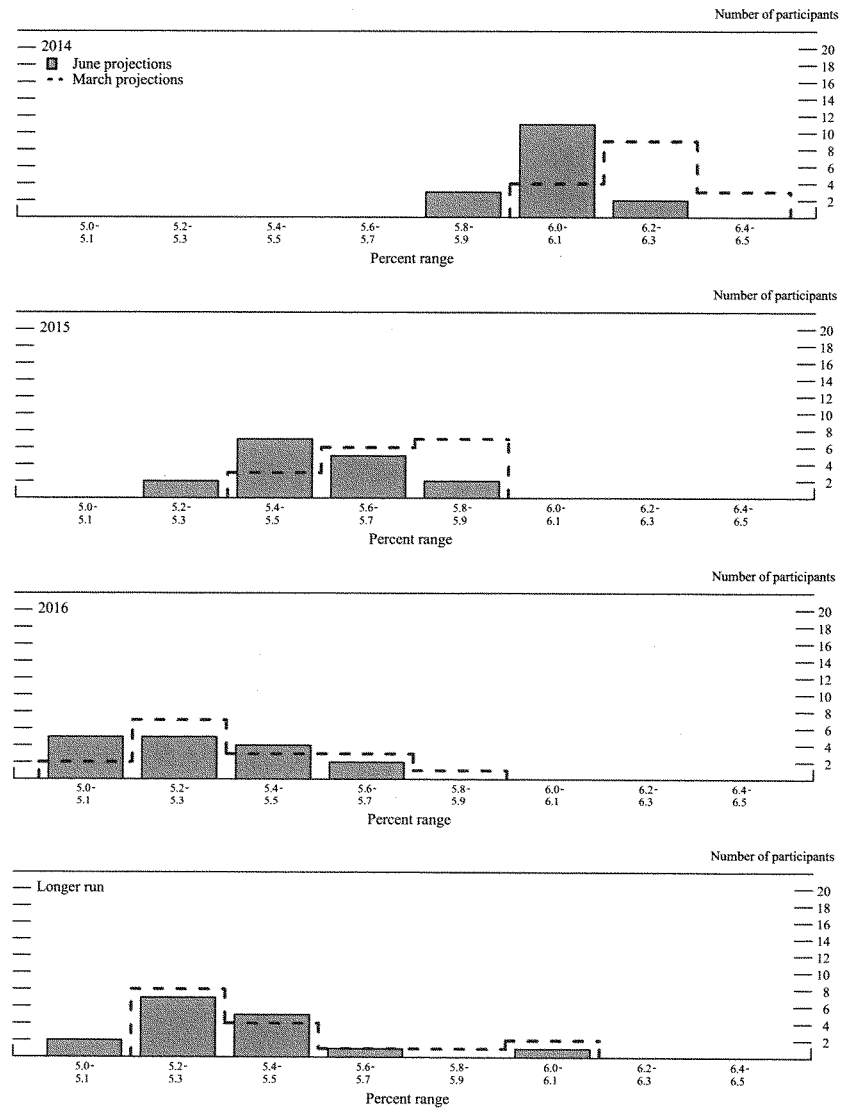 Number of participants
2014
June projections
March projections
20
18
16
14
12
10
8
6
4
2
5.0- 5.2- 5.4- 5.6- 5.8- 6.0- 6.2- 6.4-
5.1 5.3 5.5 5.7 5.9 6.1 6.3 6.5
Percent range
Number of participants
2015
20
18
16
14
12
10
8
6
4
2
5.0- 5.2- 5.4- 5.6- 5.8- 6.0- 6.2- 6.4-
5.1 5.3 5.5 5.7 5.9 6.1 6.3 6.5
Percent range
Number of participants
2016
20
18
16
14
12
10
8
6
4
2
5.0- 5.2- 5.4- 5.6- 5.8- 6.0- 6.2- 6.4-
5.1 5.3 5.5 5.7 5.9 6.1 6.3 6.5
Percent range
Number of participants
Longer run
20
18
16
14
12
10
8
6
4
2
5.0- 5.2- 5.4- 5.6- 5.8- 6.0- 6.2- 6.4-
5.1 5.3 5.5 5.7 5.9 6.1 6.3 6.5
Percent range